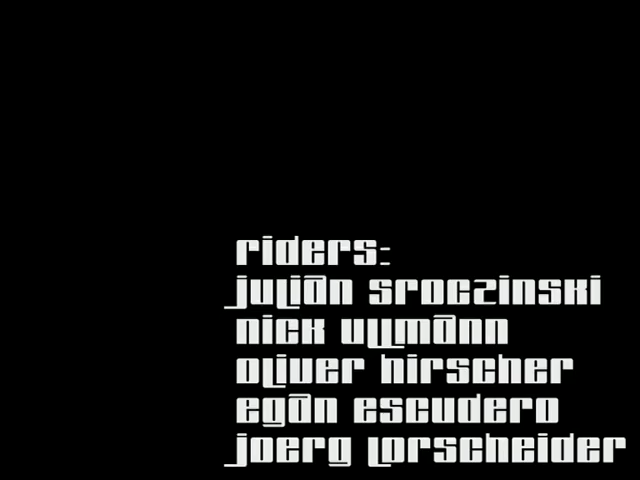 riders:
julian sroczinski
nick ullmann
oliver hirscher
egan escudero
joerg lorscheider